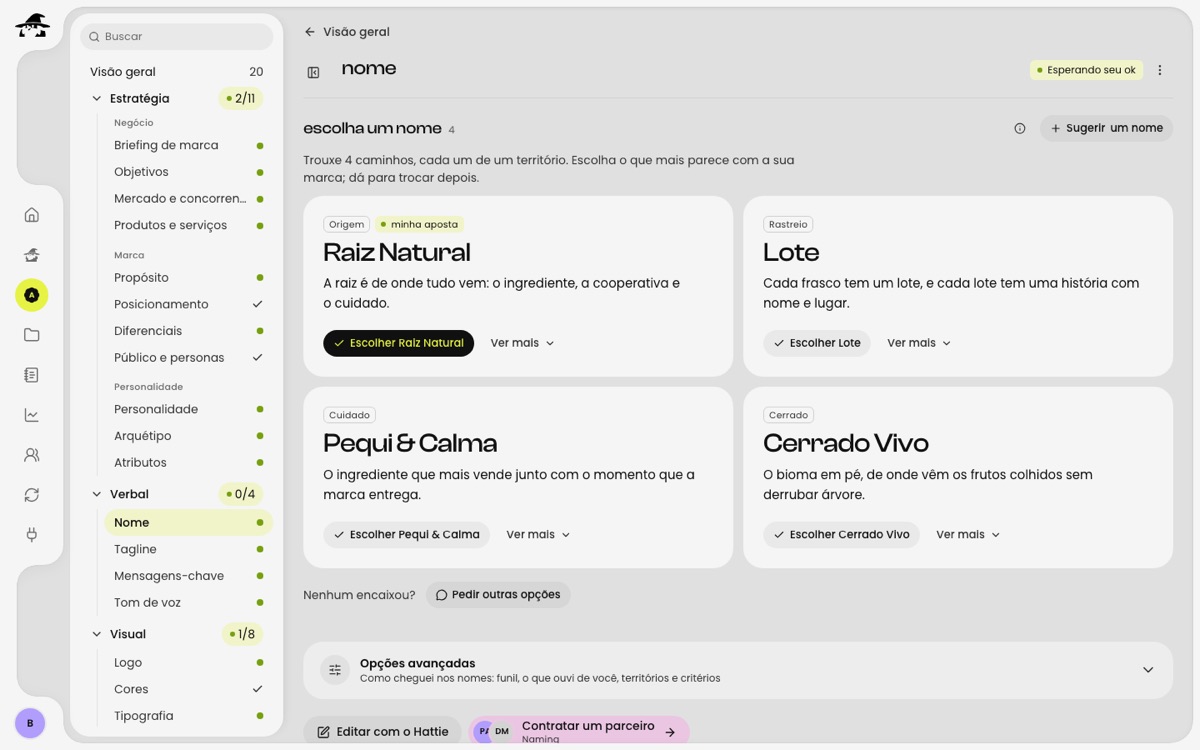 Buscar
Visão geral 20
Estratégia 2/11
Negócio
Briefing de marca
Objetivos
Mercado e concorren...
Produtos e serviços
Marca
Propósito
Posicionamento
Diferenciais
Público e personas
Personalidade
Personalidade
Arquétipo
Atributos
Verbal 0/4
Nome
Tagline
Mensagens-chave
Tom de voz
Visual 1/8
Logo
Cores
Tipografia
B
Visão geral
nome
Esperando seu ok
escolha um nome 4
Sugerir um nome
Trouxe 4 caminhos, cada um de um território. Escolha o que mais parece com a sua
marca; dá para trocar depois.
Origem minha aposta
Raiz Natural
A raiz é de onde tudo vem: o ingrediente, a cooperativa e
o cuidado.
Escolher Raiz Natural Ver mais
Rastreio
Lote
Cada frasco tem um lote, e cada lote tem uma história com
nome e lugar.
Escolher Lote Ver mais
Cuidado
Pequi & Calma
O ingrediente que mais vende junto com o momento que a
marca entrega.
Escolher Pequi & Calma Ver mais
Cerrado
Cerrado Vivo
O bioma em pé, de onde vêm os frutos colhidos sem
derrubar árvore.
Escolher Cerrado Vivo Ver mais
Nenhum encaixou? Pedir outras opções
Opções avançadas
Como cheguei nos nomes: funil, o que ouvi de você, territórios e critérios
Editar com o Hattie
DM
Contratar um parceiro
Naming